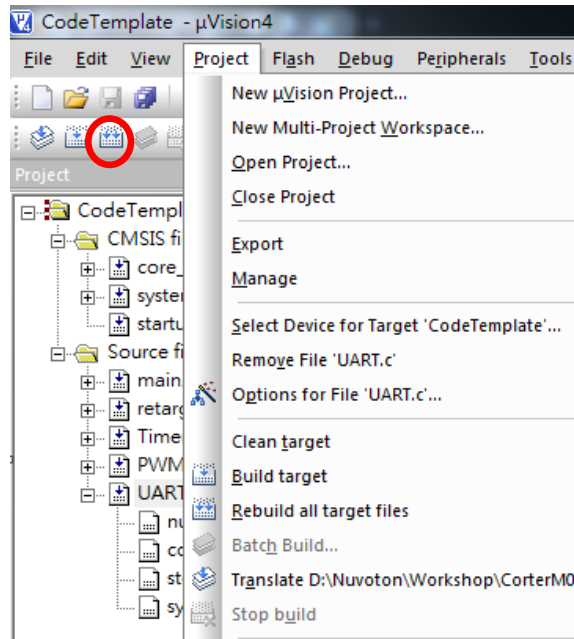 CodeTemplate - µVision4
File Edit View Project Flash Debug Peripherals Tools
New µVision Project...
New Multi-Project Workspace...
Open Project...
Close Project
Export
Manage
Select Device for Target 'CodeTemplate'...
Remove File 'UART.c'
Options for File 'UART.c'...
Clean target
Build target
Rebuild all target files
Batch Build...
Translate D:\Nuvoton\Workshop\CorterM0
Stop build
Project
CodeTempl
CMSIS fi
core_
system
startu
Source fi
main.
retarg
Timer
PWM
UART
nu
co
st
sy